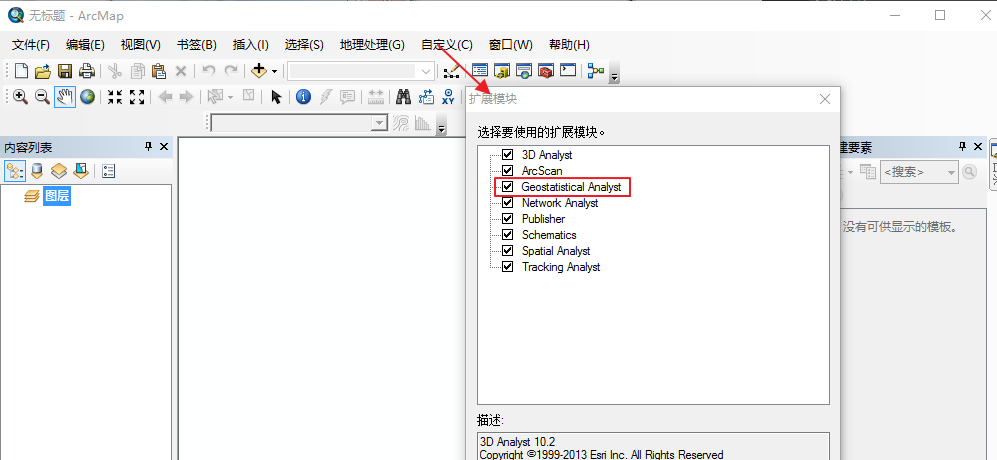 无标题 - ArcMap
文件(F) 编辑(E) 视图(V) 书签(B) 插入(I) 选择(S) 地理处理(G) 自定义(C) 窗口(W) 帮助(H)
扩展模块
内容列表
建要素
选择要使用的扩展模块。
3D Analyst
ArcScan
<搜索>
图层
Geostatistical Analyst
Network Analyst
Publisher
没有可供显示的模板。
Schematics
Spatial Analyst
Tracking Analyst
描述:
3D Analyst 10.2
Copyright ©1999-2013 Esri Inc. All Rights Reserved